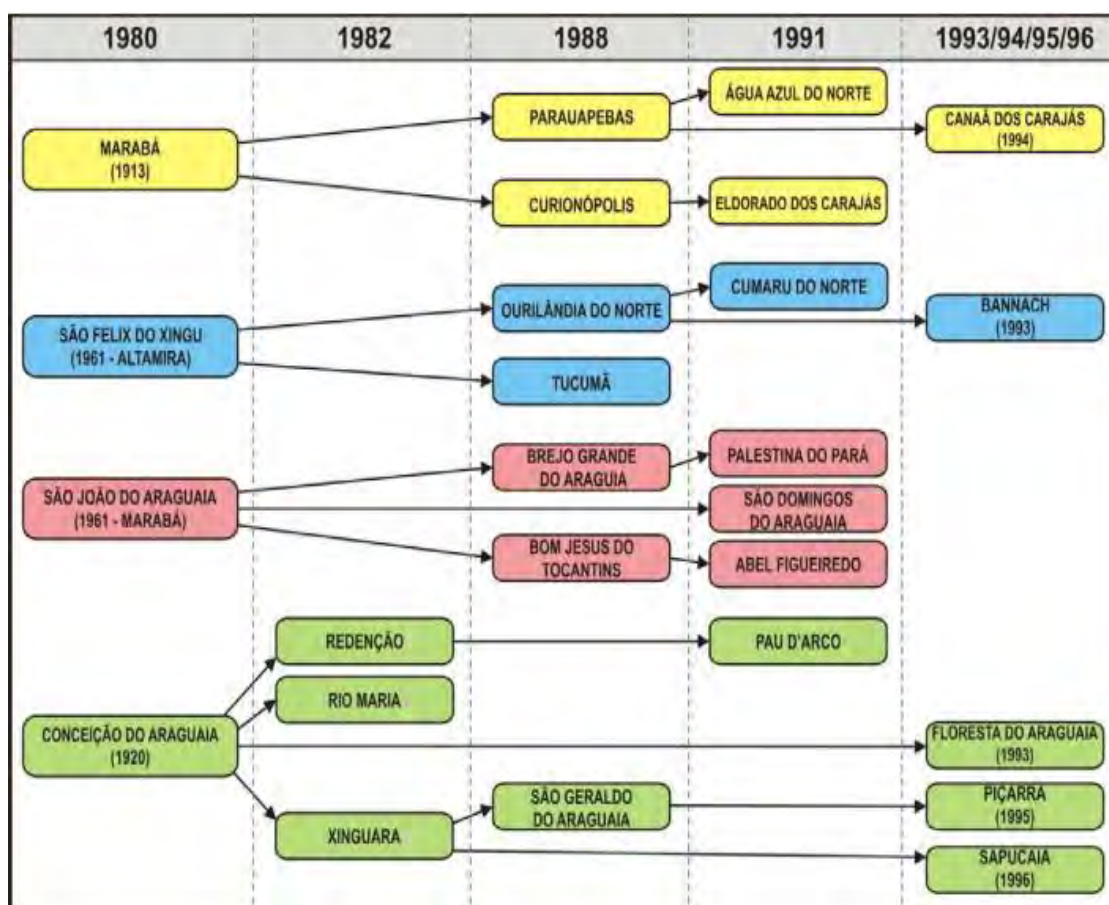 1980 1982 1988 1991 1993/94/95/96
MARABÁ
(1913)
PARAUAPEBAS
ÁGUA AZUL DO NORTE
CANAÃ DOS CARAJÁS
(1994)
CURIONÓPOLIS
ELDORADO DOS CARAJÁS
SÃO FELIX DO XINGU
(1961 - ALTAMIRA)
OURILÂNDIA DO NORTE
CUMARU DO NORTE
BANNACH
(1993)
TUCUMÃ
SÃO JOÃO DO ARAGUAIA
(1961 - MARABÁ)
BREJO GRANDE
DO ARAGUIA
PALESTINA DO PARÁ
SÃO DOMINGOS
DO ARAGUAIA
BOM JESUS DO
TOCANTINS
ABEL FIGUEIREDO
CONCEIÇÃO DO ARAGUAIA
(1920)
REDENÇÃO
PAU D'ARCO
RIO MARIA
FLORESTA DO ARAGUAIA
(1993)
XINGUARA
SÃO GERALDO
DO ARAGUAIA
PIÇARRA
(1995)
SAPUCAIA
(1996)